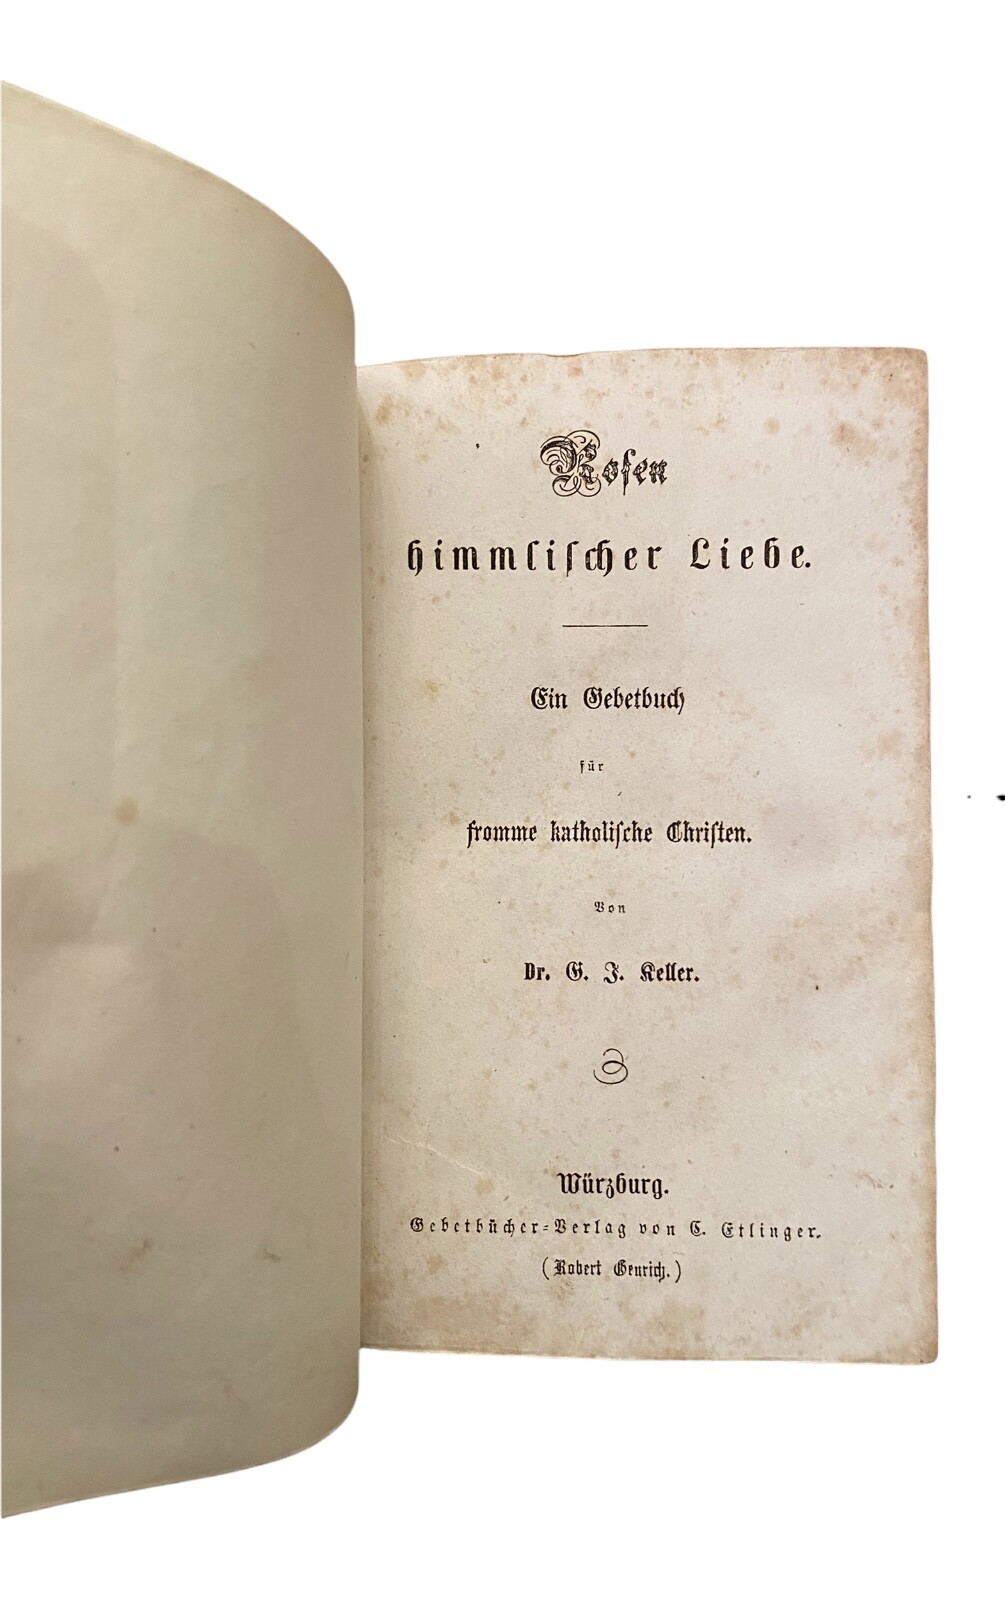 Rosen
himmlischer Liebe.
Ein Gebetbuch
für
fromme katholische Christen.
Von
Dr. G. J. Keller.
Würzburg.
Gebetbücher-Verlag von C. Etlinger.
(Robert Genrich.)